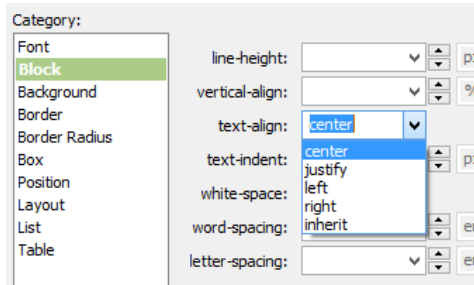 Category:
Font
Block
Background
Border
Border Radius
Box
Position
Layout
List
Table
line-height:
vertical-align: %
text-align: center
center
justify
left
right
inherit
text-indent:
white-space:
word-spacing:
letter-spacing: